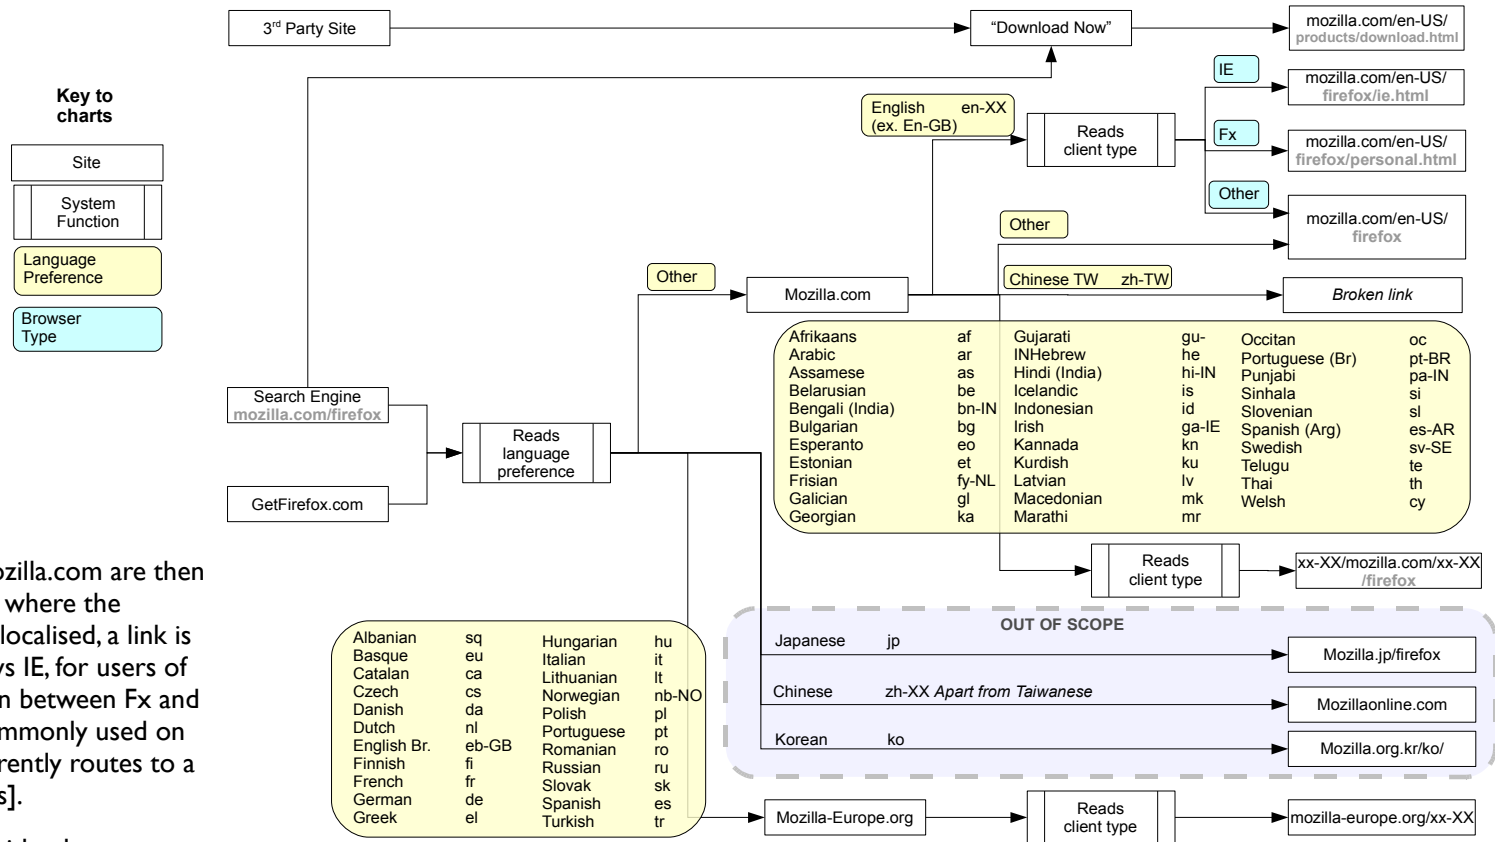 3rd Party Site
“Download Now”
mozilla.com/en-US/
products/download.html
Key to
charts
Site
System
Function
Language
Preference
Browser
Type
IE
mozilla.com/en-US/
firefox/ie.html
English en-XX
(ex. En-GB)
Reads
client type
Fx
mozilla.com/en-US/
firefox/personal.html
Other
mozilla.com/en-US/
firefox
Other
Other
Mozilla.com
Chinese TW zh-TW
Broken link
Search Engine
mozilla.com/firefox
GetFirefox.com
Reads
language
preference
Afrikaans af
Arabic ar
Assamese as
Belarusian be
Bengali (India) bn-IN
Bulgarian bg
Esperanto eo
Estonian et
Frisian fy-NL
Galician gl
Georgian ka
Gujarati gu-
INHebrew he
Hindi (India) hi-IN
Icelandic is
Indonesian id
Irish ga-IE
Kannada kn
Kurdish ku
Latvian lv
Macedonian mk
Marathi mr
Occitan oc
Portuguese (Br) pt-BR
Punjabi pa-IN
Sinhala si
Slovenian sl
Spanish (Arg) es-AR
Swedish sv-SE
Telugu te
Thai th
Welsh cy
Reads
client type
xx-XX/mozilla.com/xx-XX
/firefox
ozilla.com are then
where the
localised, a link is
s IE, for users of
n between Fx and
mmonly used on
rently routes to a
s].
Albanian sq
Basque eu
Catalan ca
Czech cs
Danish da
Dutch nl
English Br. eb-GB
Finnish fi
French fr
German de
Greek el
Hungarian hu
Italian it
Lithuanian lt
Norwegian nb-NO
Polish pl
Portuguese pt
Romanian ro
Russian ru
Slovak sk
Spanish es
Turkish tr
OUT OF SCOPE
Japanese jp
Mozilla.jp/firefox
Chinese zh-XX Apart from Taiwanese
Mozillaonline.com
Korean ko
Mozilla.org.kr/ko/
Mozilla-Europe.org
Reads
client type
mozilla-europe.org/xx-XX